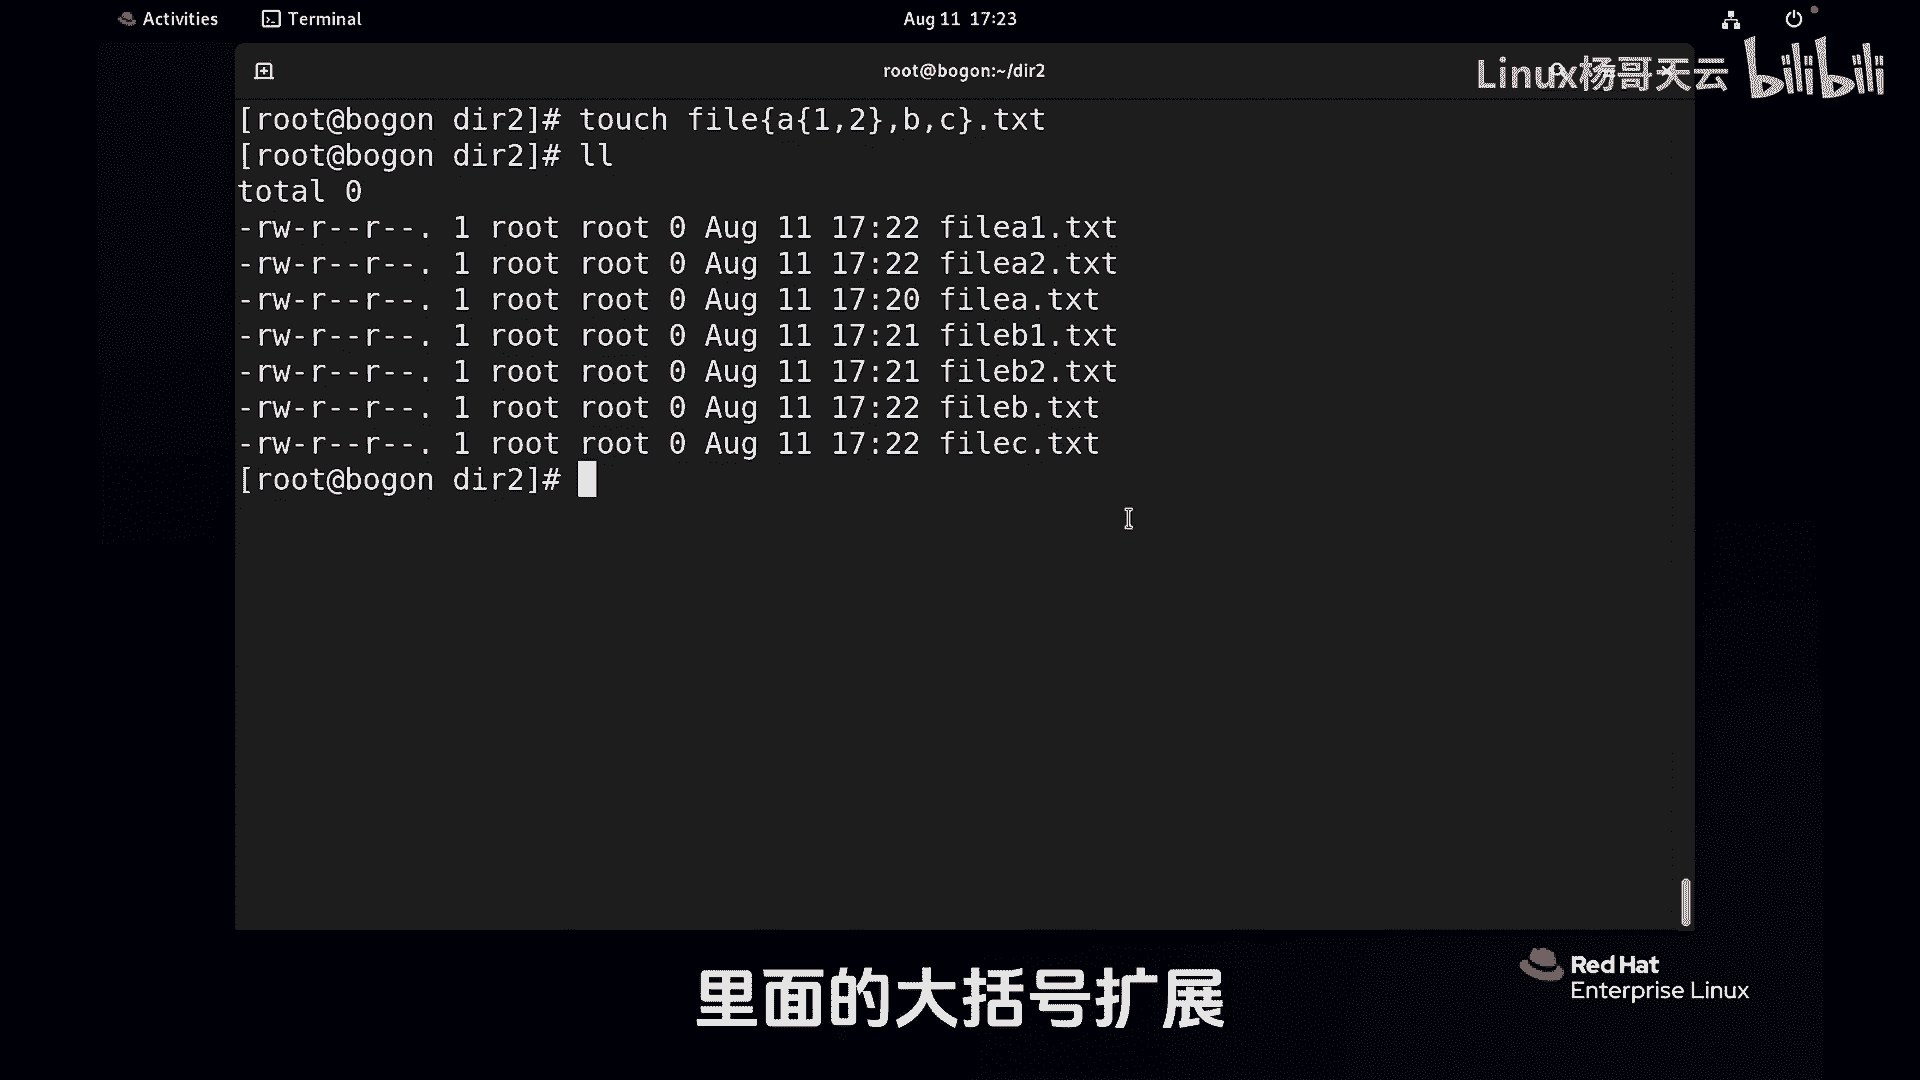 Activities Terminal Aug 11 17:23
root@bogon:~/dir2
Linux杨哥天云 bilibili
[root@bogon dir2]# touch file{a{1,2},b,c}.txt
[root@bogon dir2]# ll
total 0
-rw-r--r--. 1 root root 0 Aug 11 17:22 filea1.txt
-rw-r--r--. 1 root root 0 Aug 11 17:22 filea2.txt
-rw-r--r--. 1 root root 0 Aug 11 17:20 filea.txt
-rw-r--r--. 1 root root 0 Aug 11 17:21 fileb1.txt
-rw-r--r--. 1 root root 0 Aug 11 17:21 fileb2.txt
-rw-r--r--. 1 root root 0 Aug 11 17:22 fileb.txt
-rw-r--r--. 1 root root 0 Aug 11 17:22 filec.txt
[root@bogon dir2]#
Red Hat
Enterprise Linux
里面的大括号扩展